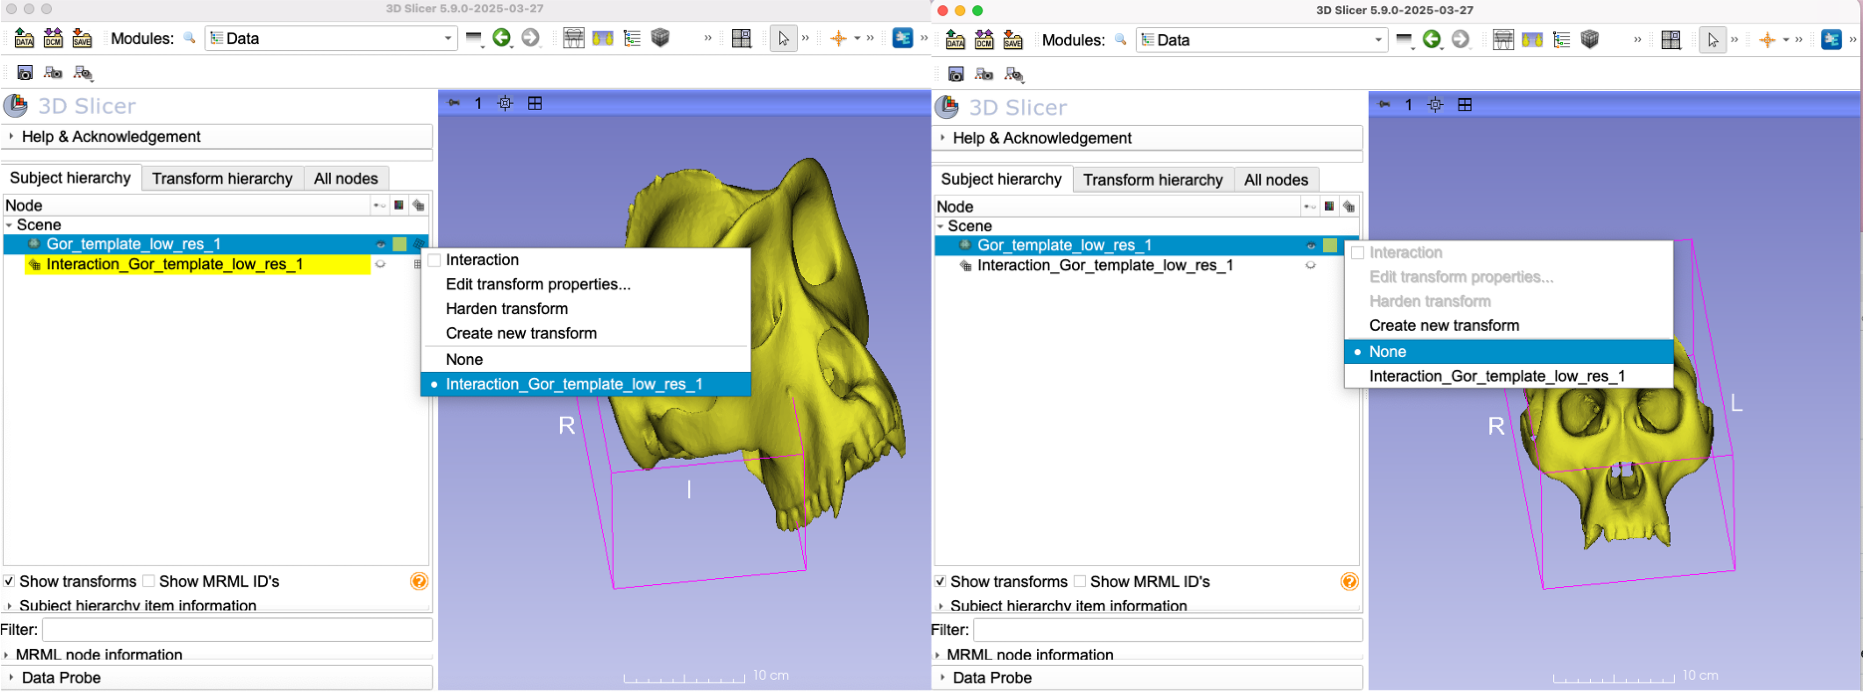 3D Slicer 5.9.0-2025-03-27
DATA DCM SAVE Modules: Data
3D Slicer
1
Help & Acknowledgement
Subject hierarchy Transform hierarchy All nodes
Node
Scene
Gor_template_low_res_1
Interaction_Gor_template_low_res_1
Interaction
Edit transform properties...
Harden transform
Create new transform
None
Interaction_Gor_template_low_res_1
R
I
Show transforms Show MRML ID's
Subject hierarchy item information
Filter:
MRML node information
10 cm
Data Probe
3D Slicer 5.9.0-2025-03-27
DATA DCM SAVE Modules: Data
3D Slicer
1
Help & Acknowledgement
Subject hierarchy Transform hierarchy All nodes
Node
Scene
Gor_template_low_res_1
Interaction_Gor_template_low_res_1
Interaction
Edit transform properties...
Harden transform
Create new transform
None
Interaction_Gor_template_low_res_1
L
R
Show transforms Show MRML ID's
Subject hierarchy item information
Filter:
MRML node information
10 cm
Data Probe